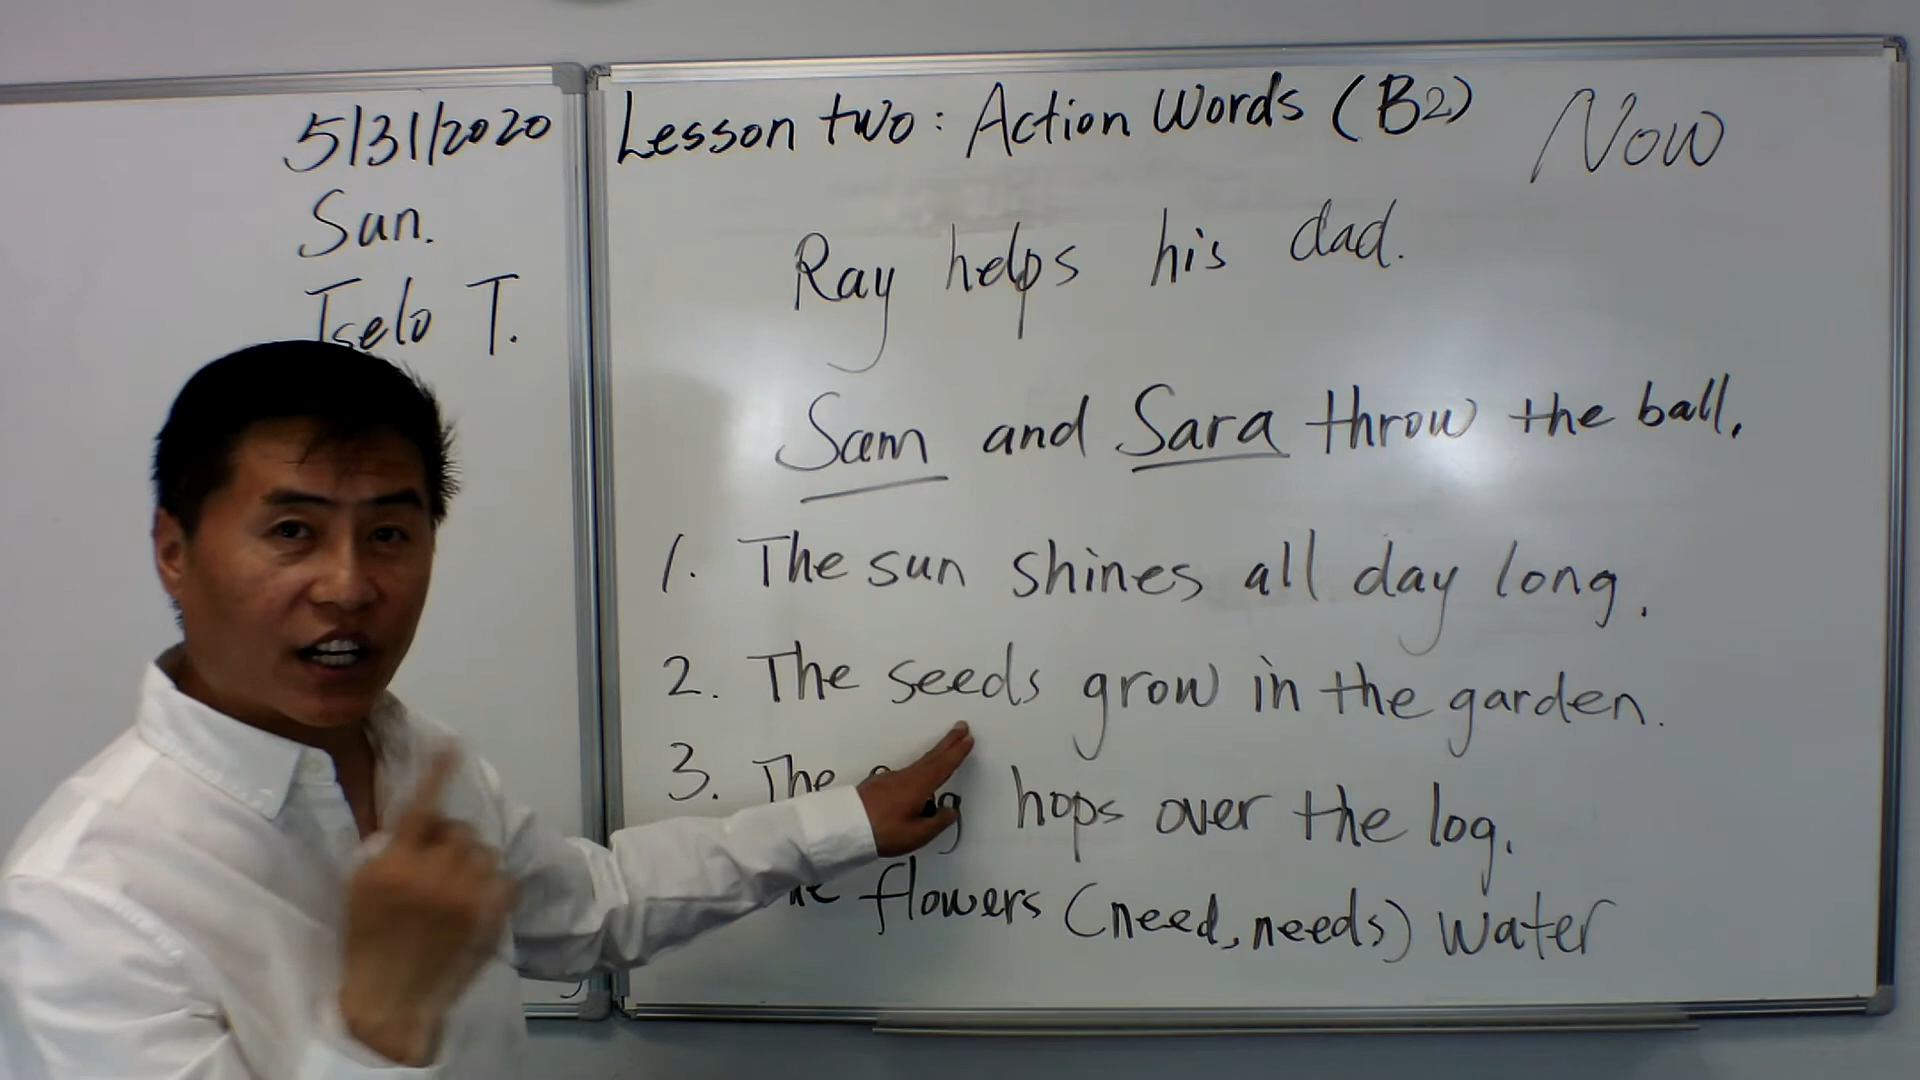 5/31/2020
Sun.
Tselo T.
Lesson two: Action Words (B2)
Now
Ray helps his dad.
Sam and Sara throw the ball.
1. The sun shines all day long.
2. The seeds grow in the garden.
3. The hops over the log.
flowers (need, needs) water